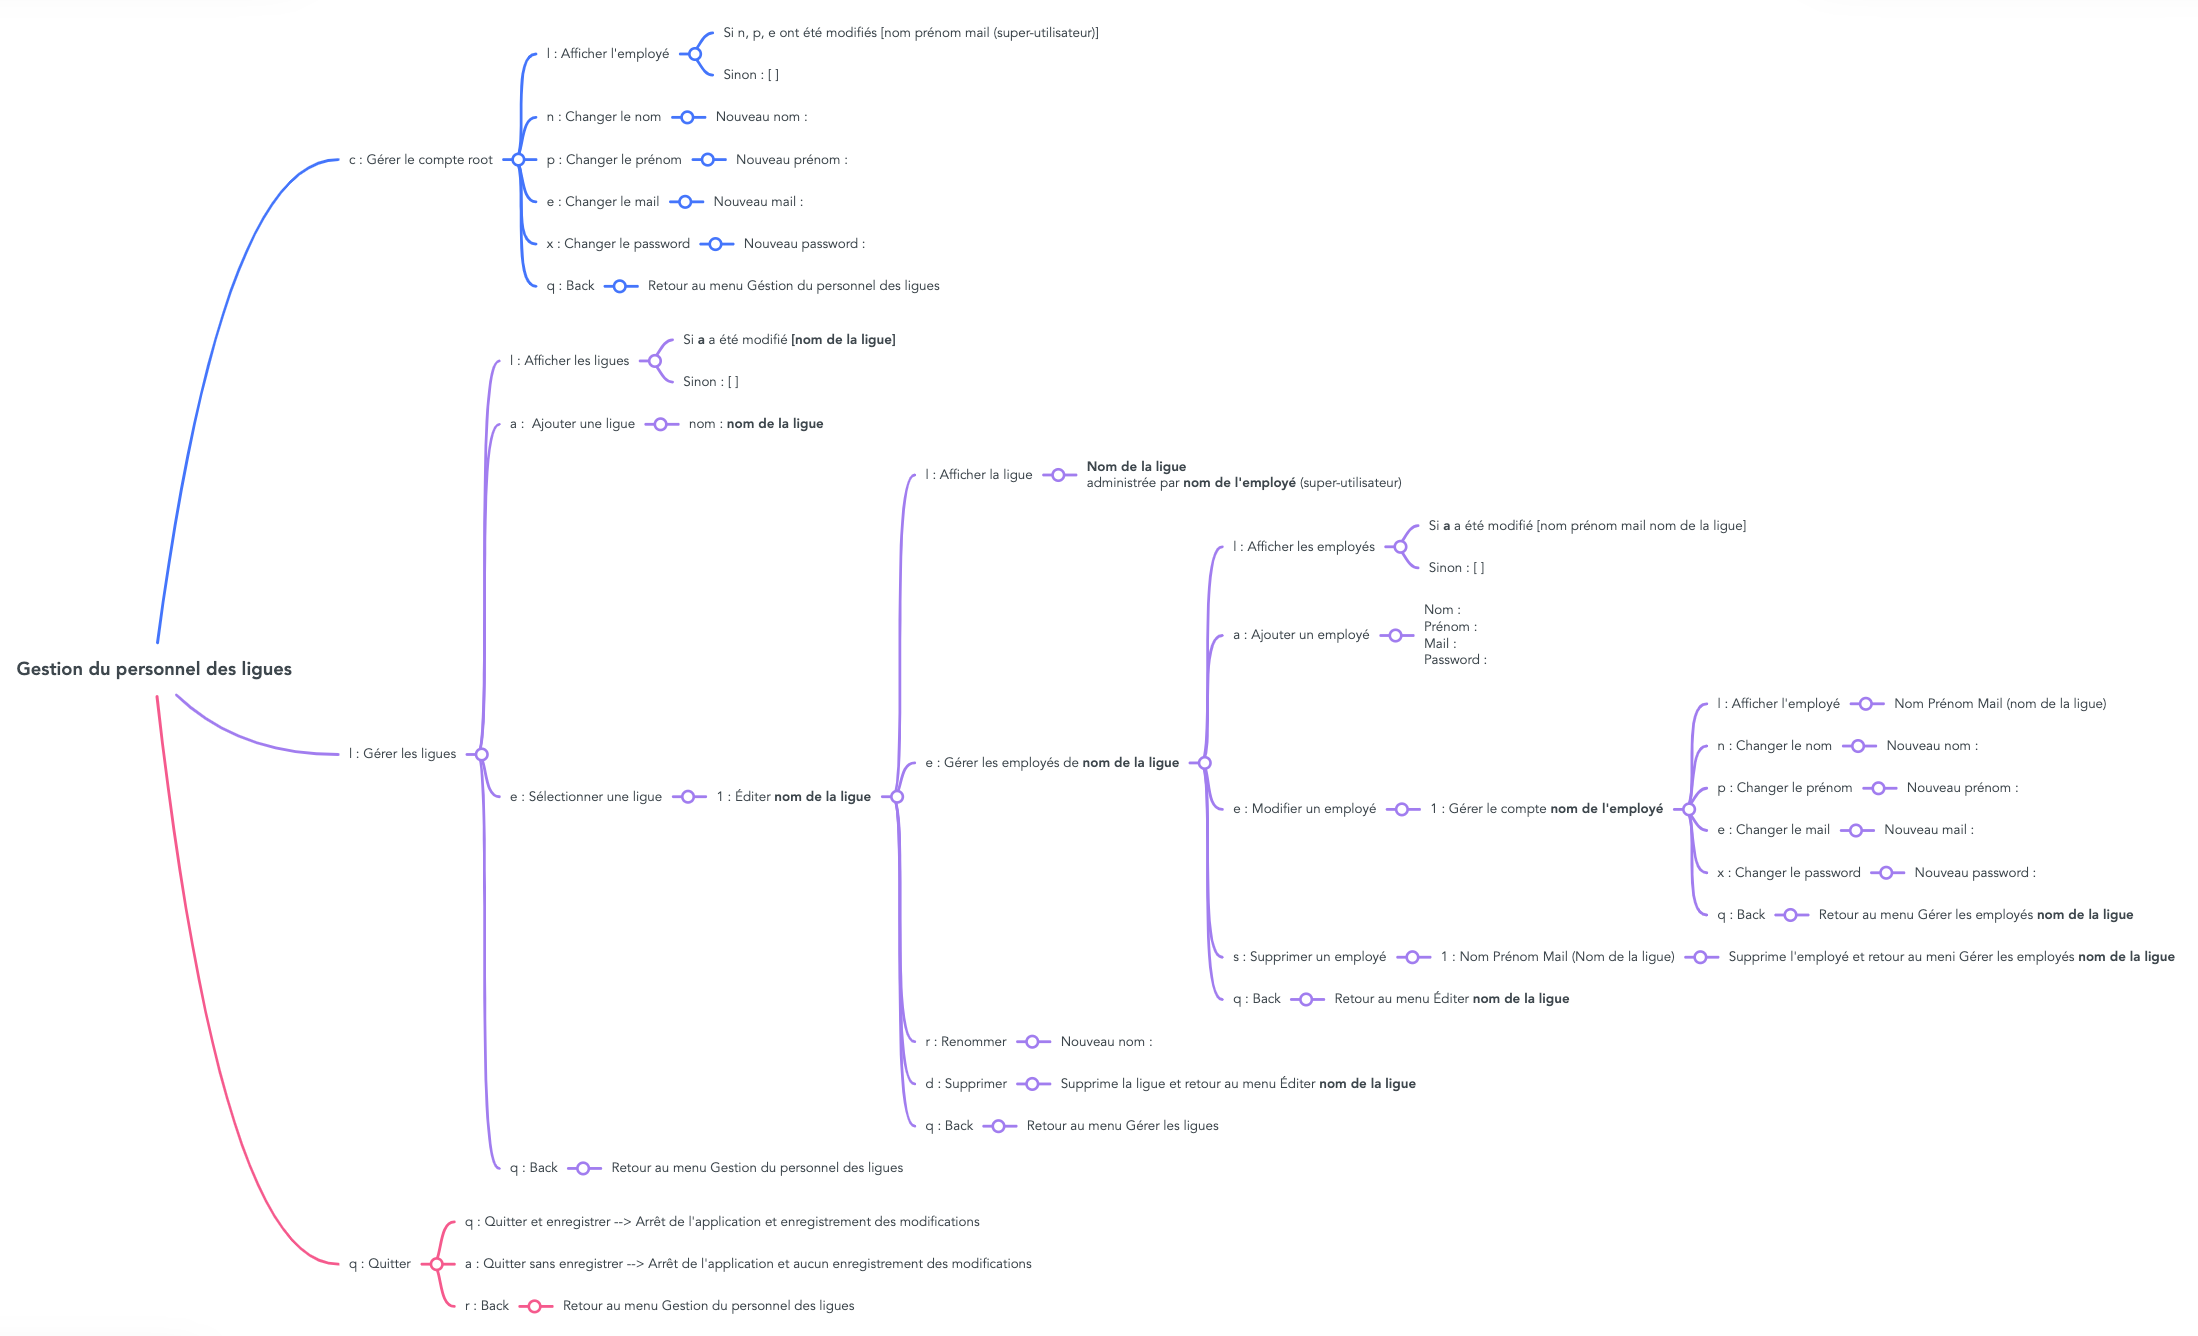 Gestion du personnel des ligues
c : Gérer le compte root
l : Afficher l'employé
Si n, p, e ont été modifiés [nom prénom mail (super-utilisateur)]
Sinon : [ ]
n : Changer le nom
Nouveau nom :
p : Changer le prénom
Nouveau prénom :
e : Changer le mail
Nouveau mail :
x : Changer le password
Nouveau password :
q : Back
Retour au menu Géstion du personnel des ligues
l : Gérer les ligues
l : Afficher les ligues
Si a a été modifié [nom de la ligue]
Sinon : [ ]
a :  Ajouter une ligue
nom : nom de la ligue
e : Sélectionner une ligue
1 : Éditer nom de la ligue
l : Afficher la ligue
Nom de la ligue
administrée par nom de l'employé (super-utilisateur)
e : Gérer les employés de nom de la ligue
l : Afficher les employés
Si a a été modifié [nom prénom mail nom de la ligue]
Sinon : [ ]
a : Ajouter un employé
Nom :
Prénom :
Mail :
Password :
e : Modifier un employé
1 : Gérer le compte nom de l'employé
l : Afficher l'employé
Nom Prénom Mail (nom de la ligue)
n : Changer le nom
Nouveau nom :
p : Changer le prénom
Nouveau prénom :
e : Changer le mail
Nouveau mail :
x : Changer le password
Nouveau password :
q : Back
Retour au menu Gérer les employés nom de la ligue
s : Supprimer un employé
1 : Nom Prénom Mail (Nom de la ligue)
Supprime l'employé et retour au meni Gérer les employés nom de la ligue
q : Back
Retour au menu Éditer nom de la ligue
r : Renommer
Nouveau nom :
d : Supprimer
Supprime la ligue et retour au menu Éditer nom de la ligue
q : Back
Retour au menu Gérer les ligues
q : Back
Retour au menu Gestion du personnel des ligues
q : Quitter
q : Quitter et enregistrer --> Arrêt de l'application et enregistrement des modifications
a : Quitter sans enregistrer --> Arrêt de l'application et aucun enregistrement des modifications
r : Back
Retour au menu Gestion du personnel des ligues